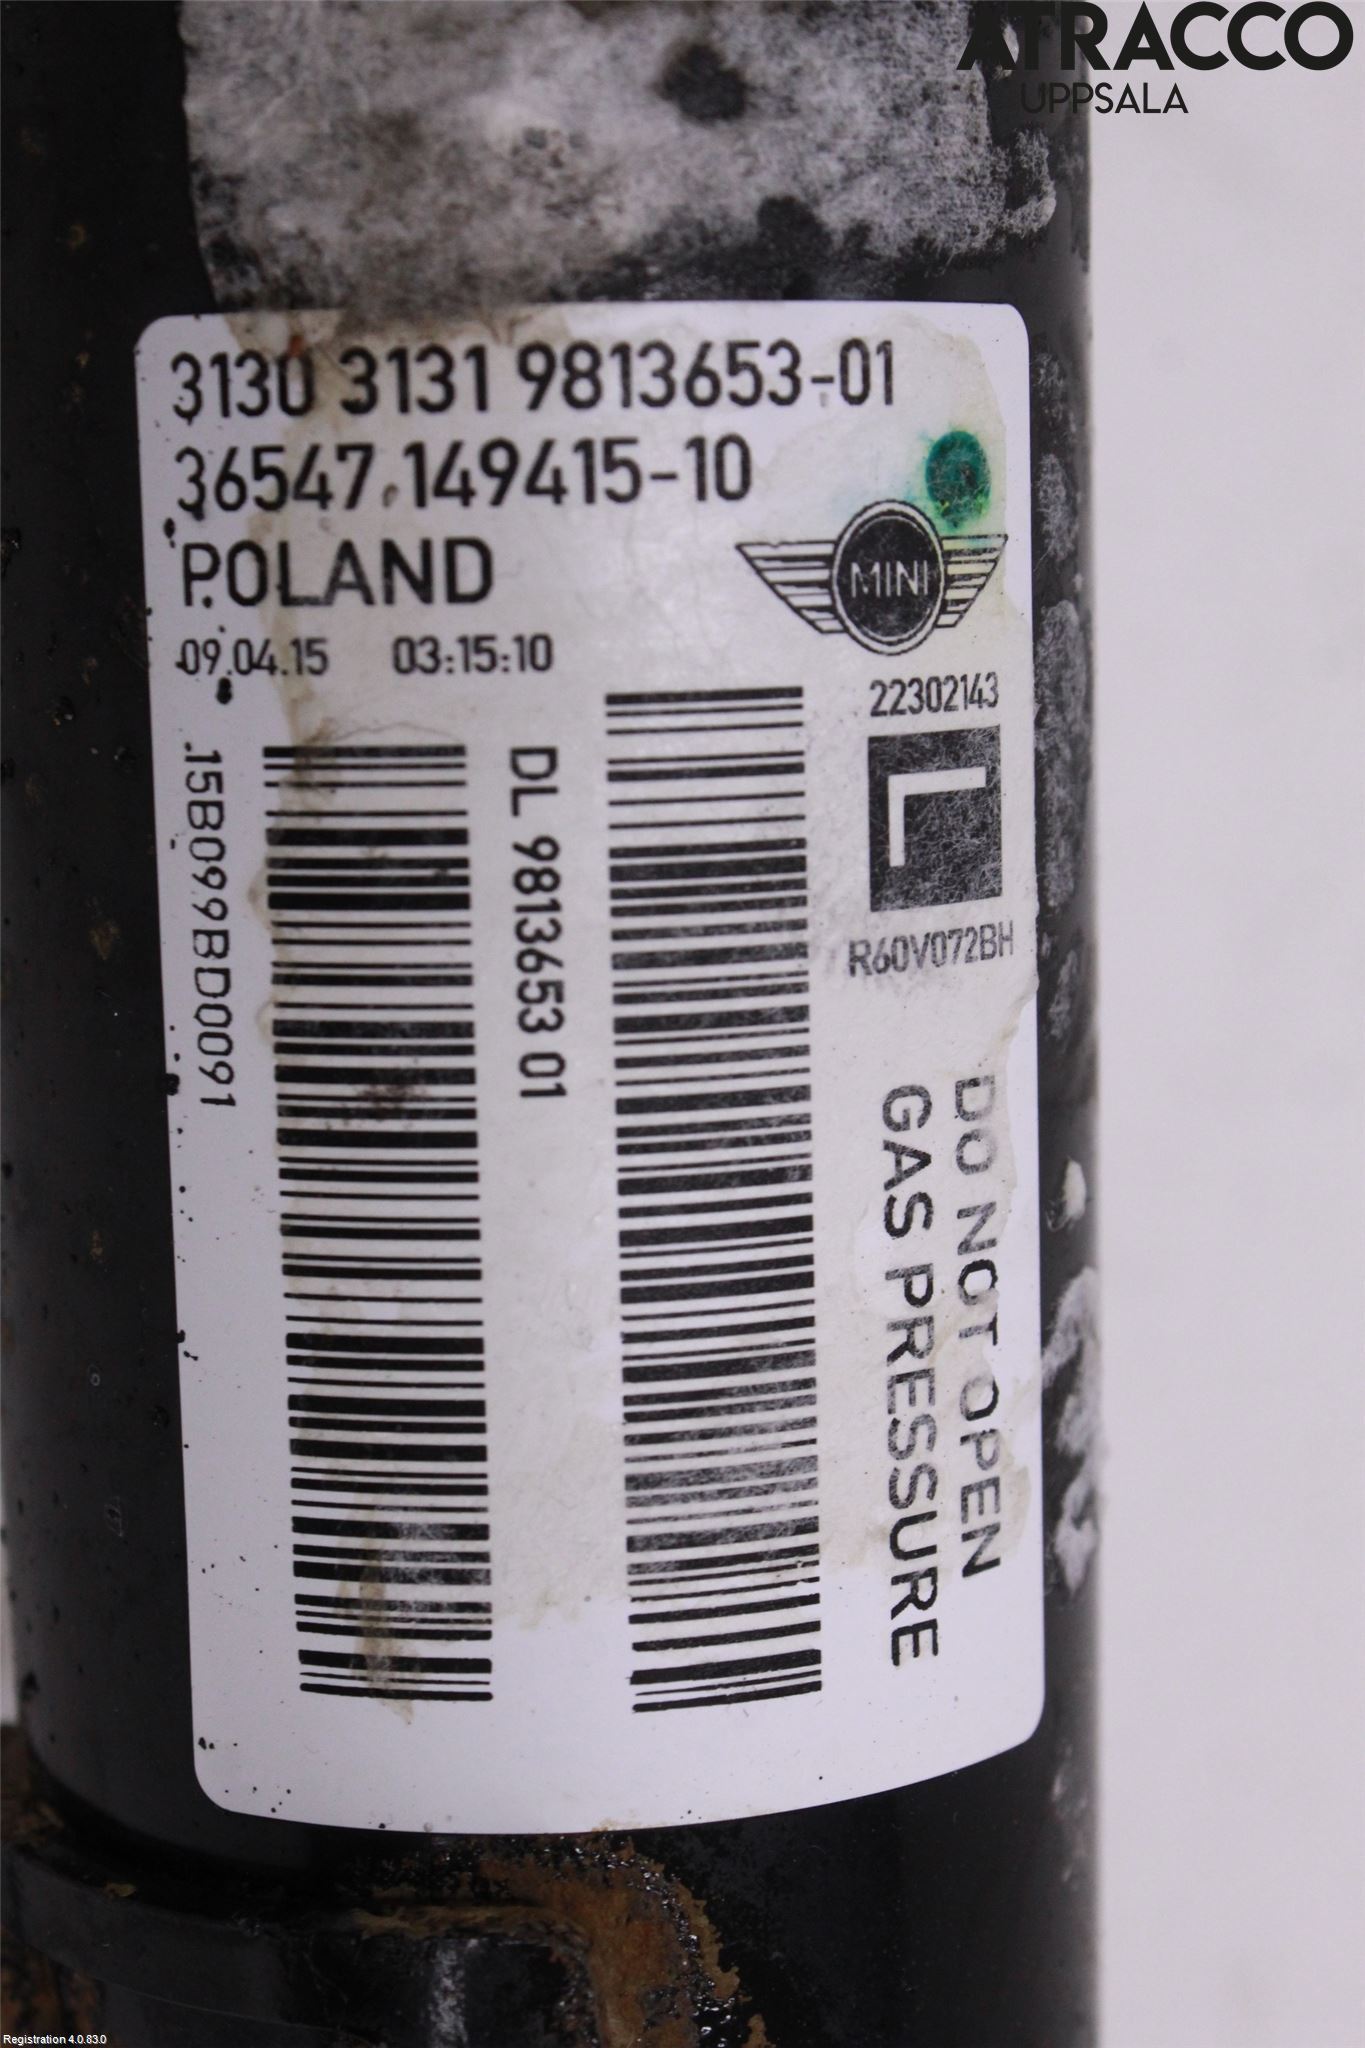 ATRACCO
UPPSALA
3130 3131 9813653-01
36547 149415-10
POLAND
MINI
09.04.15 03:15:10
22302143
L
R60V072BH
15B099BD0091
DL 9813653 01
DO NOT OPEN
GAS PRESSURE
Registration 4.0.83.0